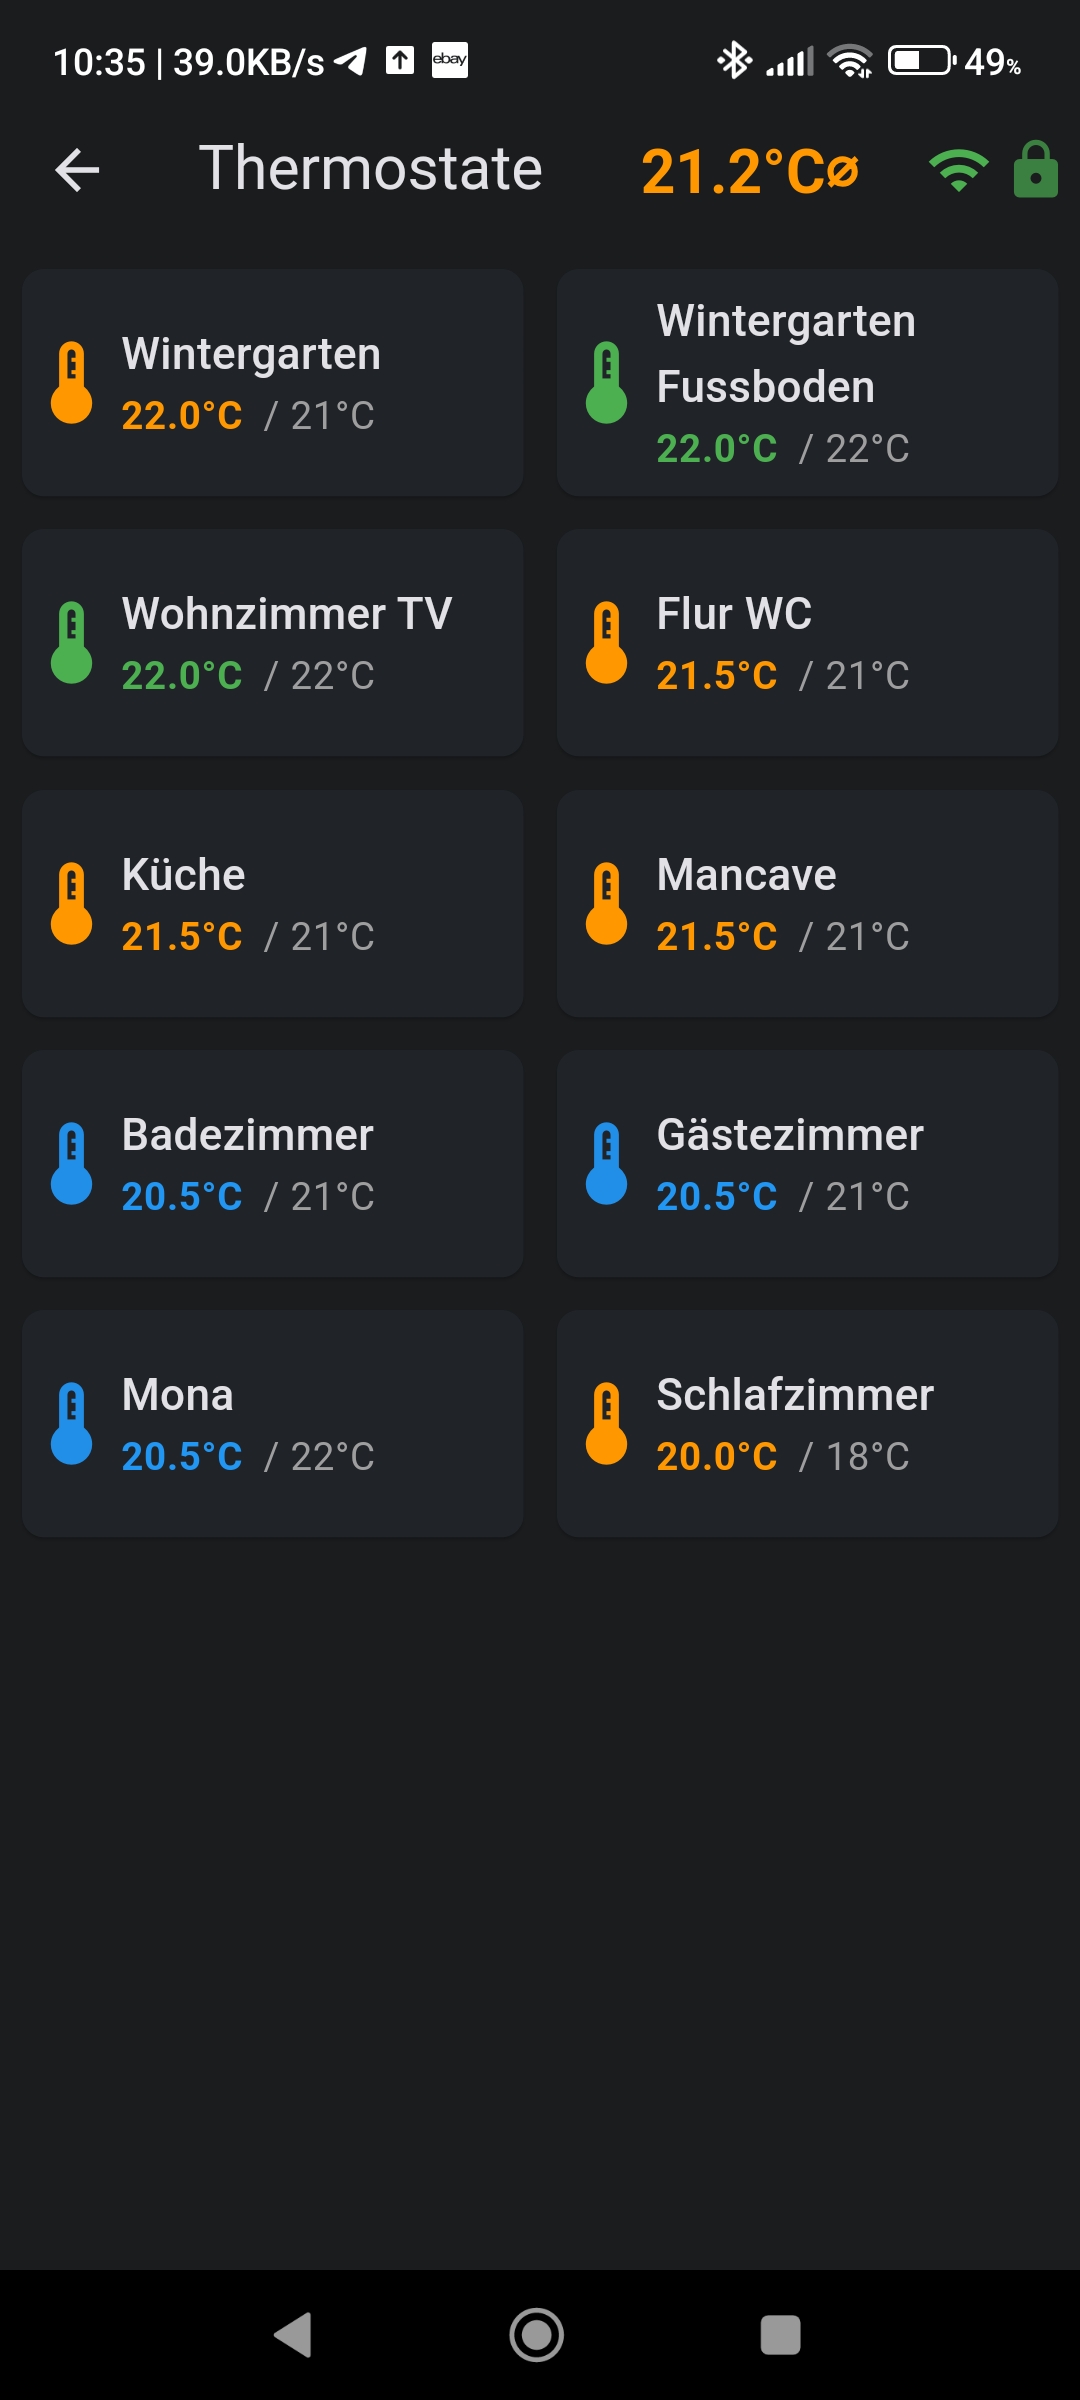 10:35 | 39.0KB/s ebay 49%
Thermostate 21.2°C⌀
Wintergarten
22.0°C / 21°C
Wintergarten
Fussboden
22.0°C / 22°C
Wohnzimmer TV
22.0°C / 22°C
Flur WC
21.5°C / 21°C
Küche
21.5°C / 21°C
Mancave
21.5°C / 21°C
Badezimmer
20.5°C / 21°C
Gästezimmer
20.5°C / 21°C
Mona
20.5°C / 22°C
Schlafzimmer
20.0°C / 18°C